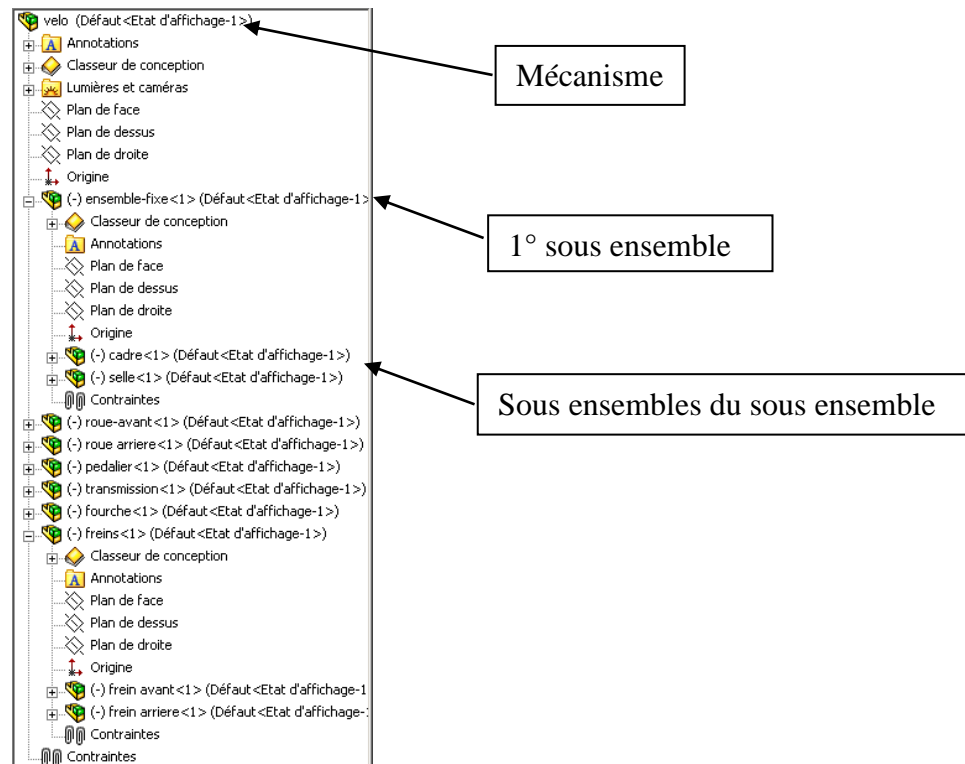 velo (Défaut<Etat d'affichage-1>)
Annotations
Classeur de conception
Lumières et caméras
Plan de face
Plan de dessus
Plan de droite
Origine
(-) ensemble-fixe<1> (Défaut<Etat d'affichage-1>
Classeur de conception
Annotations
Plan de face
Plan de dessus
Plan de droite
Origine
(-) cadre<1> (Défaut<Etat d'affichage-1>)
(-) selle<1> (Défaut<Etat d'affichage-1>)
Contraintes
(-) roue-avant<1> (Défaut<Etat d'affichage-1>)
(-) roue arriere<1> (Défaut<Etat d'affichage-1>)
(-) pedalier<1> (Défaut<Etat d'affichage-1>)
(-) transmission<1> (Défaut<Etat d'affichage-1>)
(-) fourche<1> (Défaut<Etat d'affichage-1>)
(-) freins<1> (Défaut<Etat d'affichage-1>)
Classeur de conception
Annotations
Plan de face
Plan de dessus
Plan de droite
Origine
(-) frein avant<1> (Défaut<Etat d'affichage-1
(-) frein arriere<1> (Défaut<Etat d'affichage-
Contraintes
Contraintes
Mécanisme
1° sous ensemble
Sous ensembles du sous ensemble